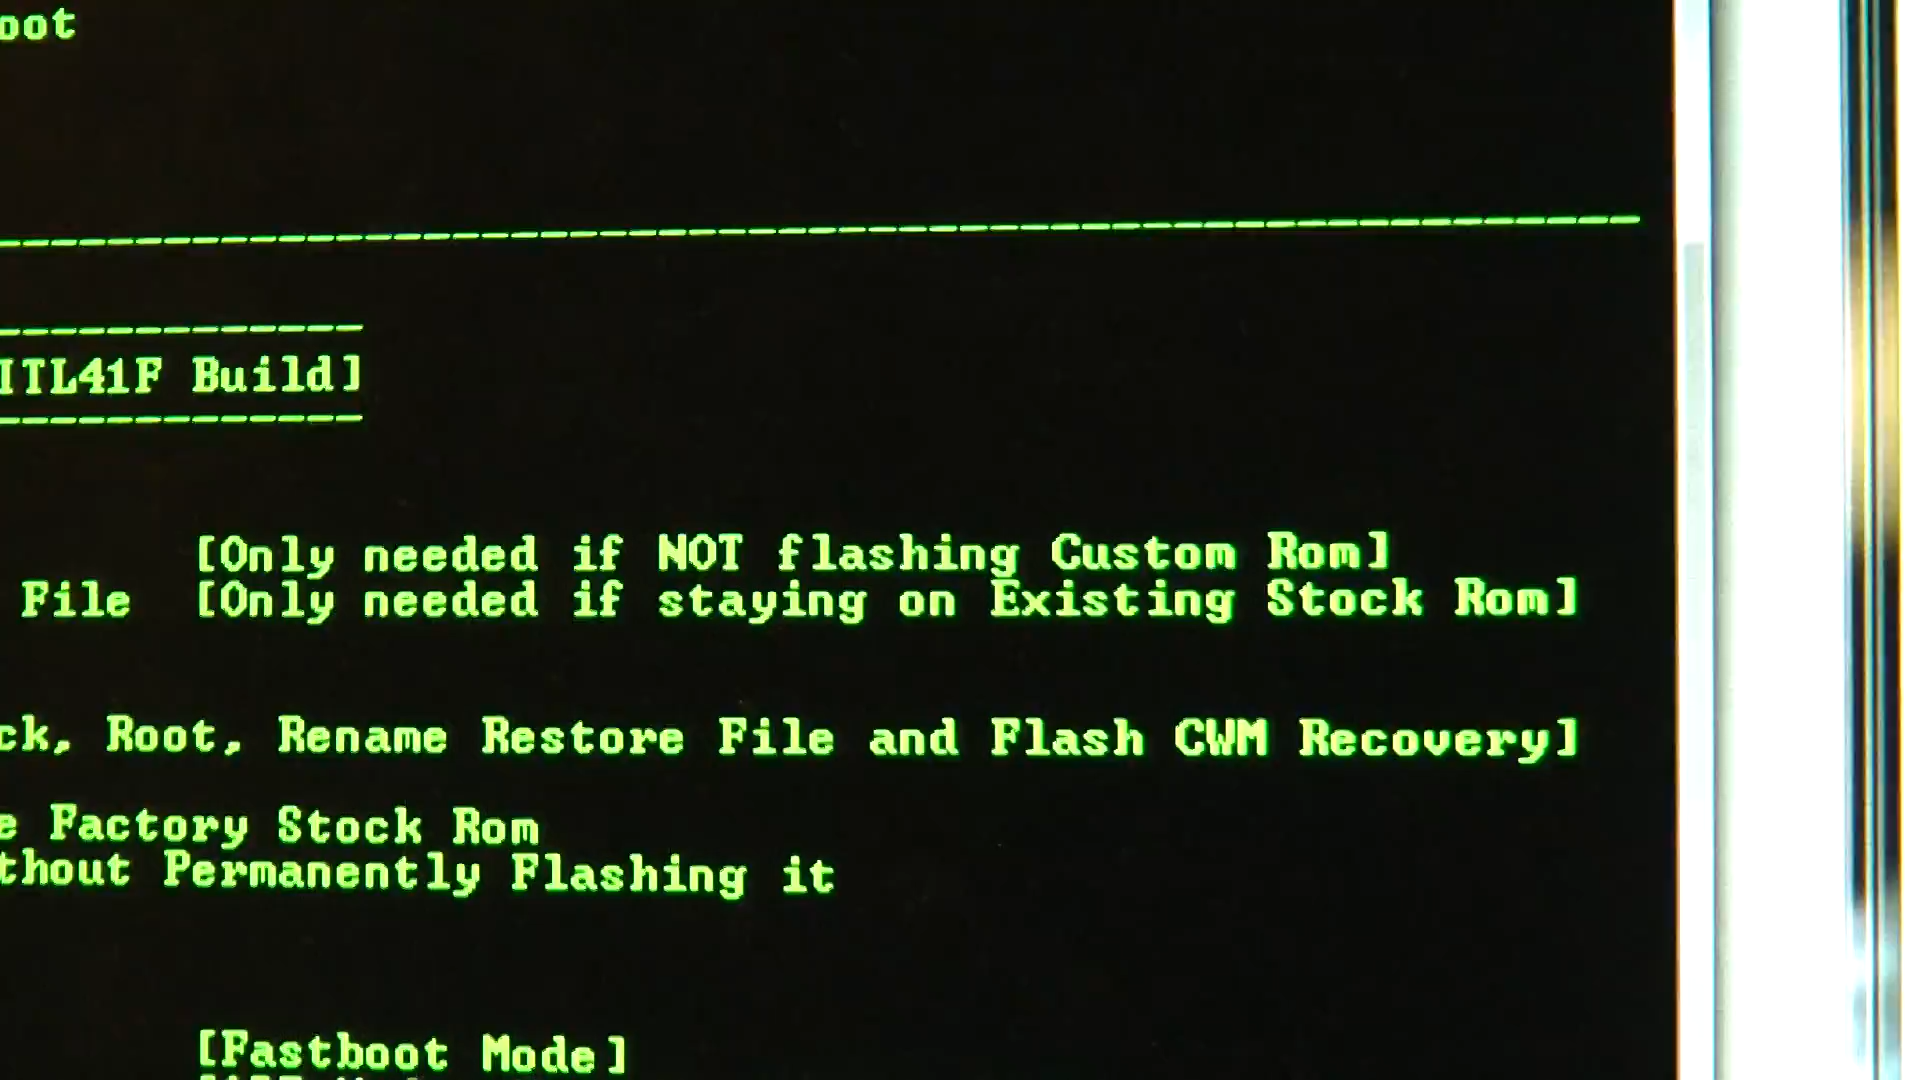 oot
ITL41F Build]
[Only needed if NOT flashing Custom Rom]
File [Only needed if staying on Existing Stock Rom]
ck, Root, Rename Restore File and Flash CWM Recovery]
e Factory Stock Rom
thout Permanently Flashing it
[Fastboot Mode]